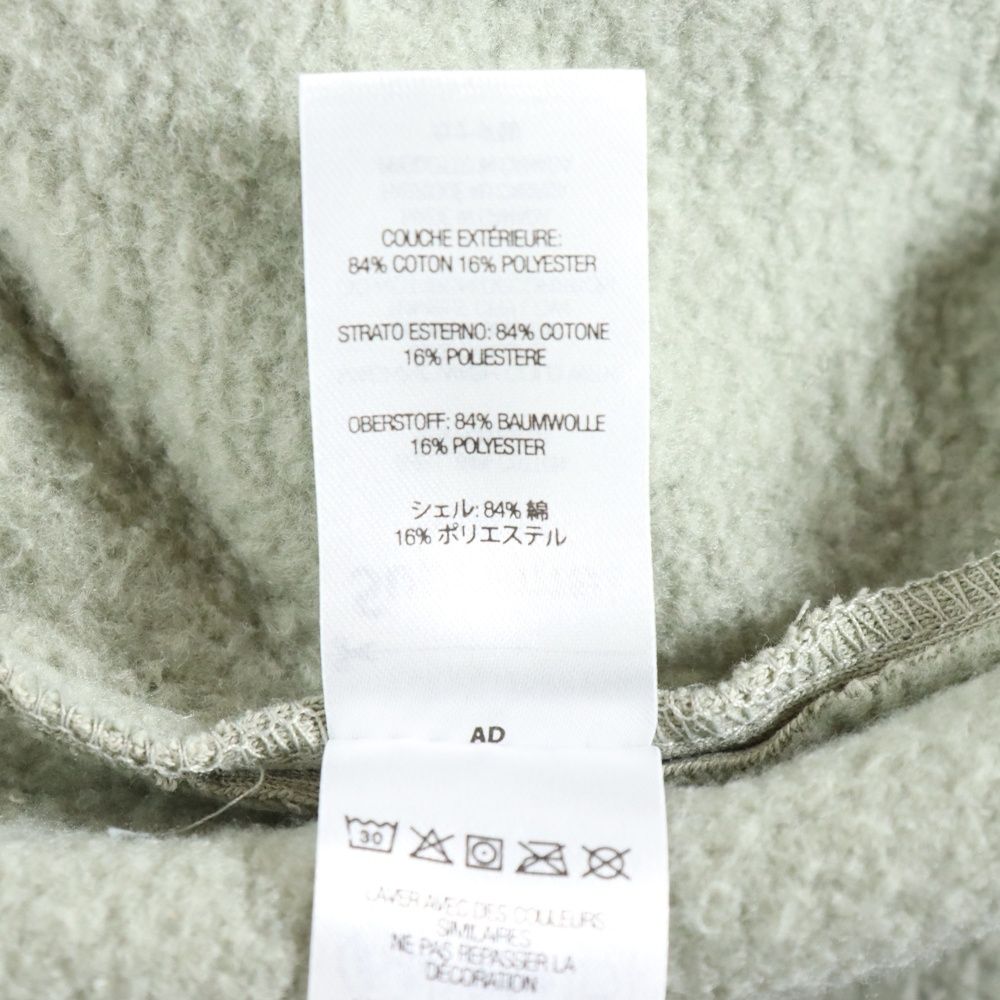 COUCHE EXTÉRIEURE:
84% COTON 16% POLYESTER
STRATO ESTERNO: 84% COTONE
16% POLIESTERE
OBERSTOFF: 84% BAUMWOLLE
16% POLYESTER
シェル: 84% 綿
16% ポリエステル
AD
30
LAVER AVEC DES COULEURS
SIMILAIRES
NE PAS REPASSER LA
DÉCORATION